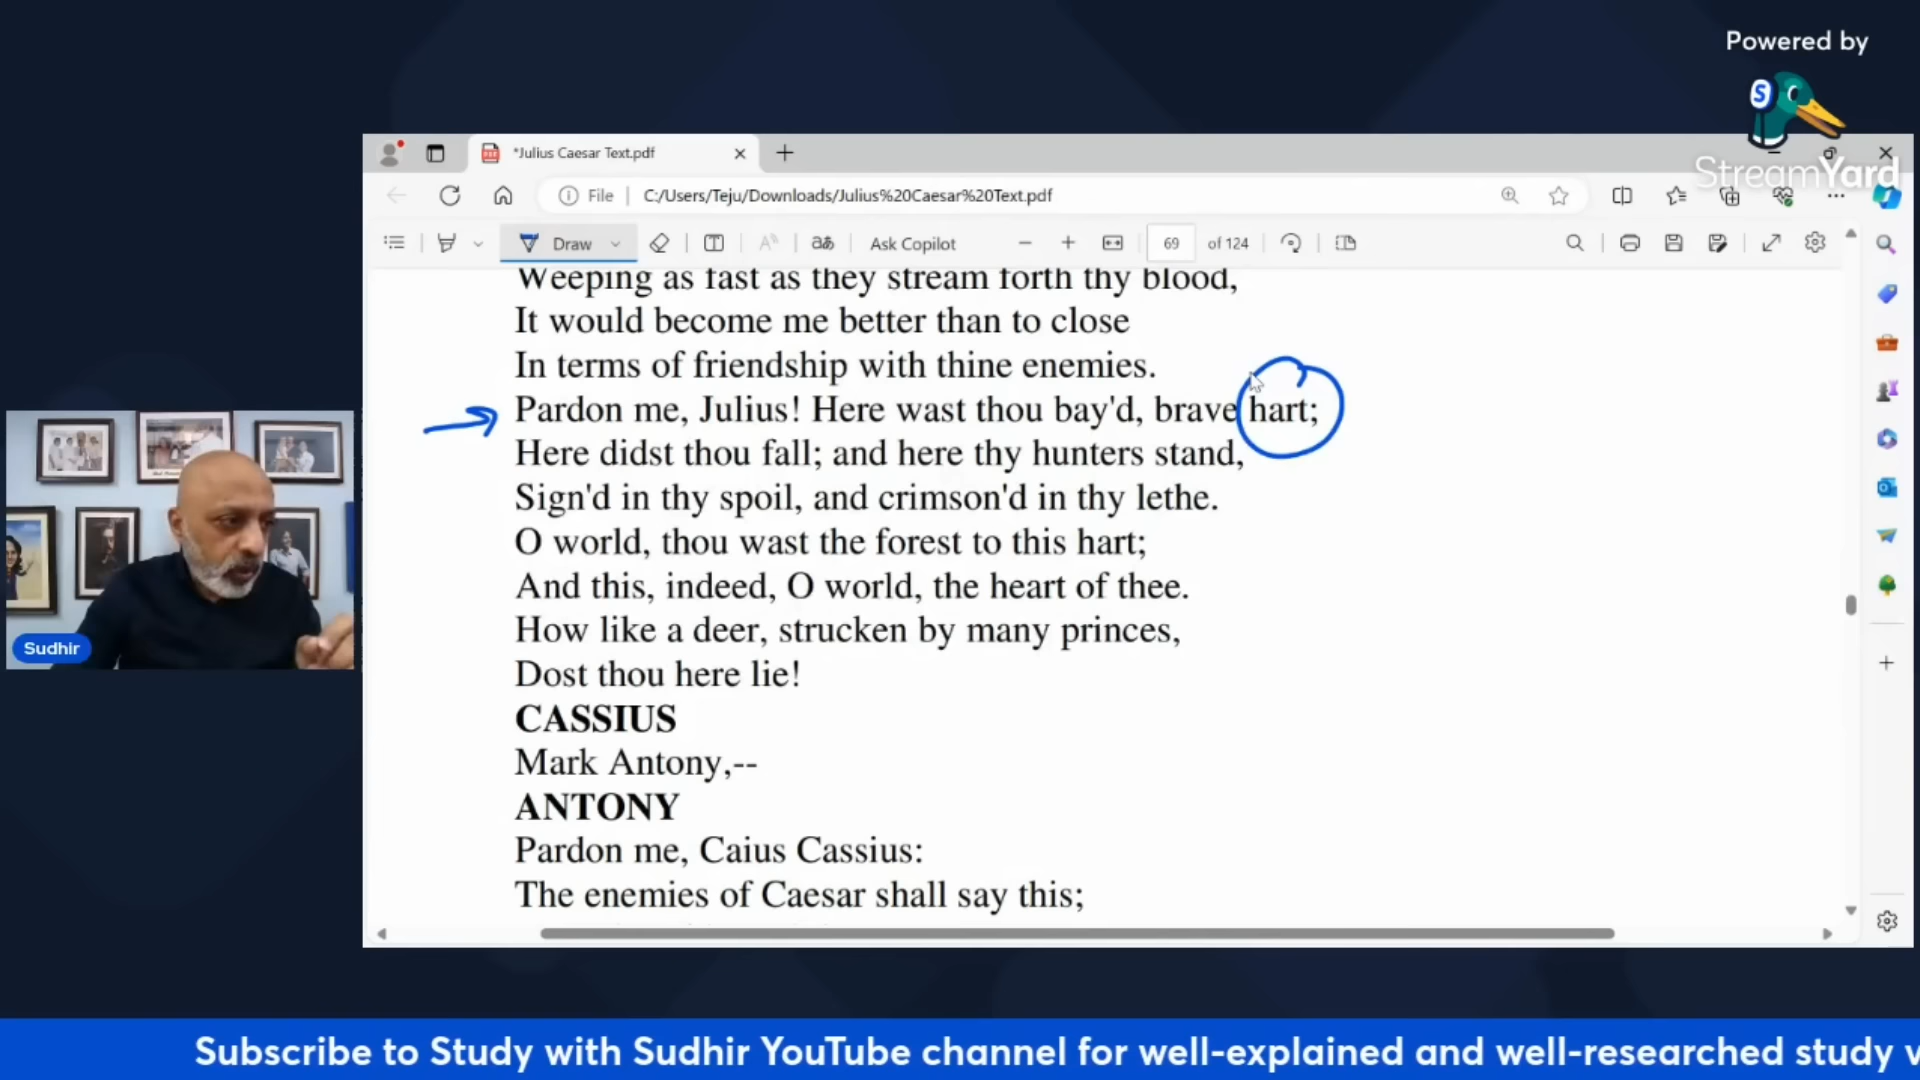 Powered by
StreamYard
*Julius Caesar Text.pdf
File
C:/Users/Teju/Downloads/Julius%20Caesar%20Text.pdf
Draw
aあ
Ask Copilot
69
of 124
Weeping as fast as they stream forth thy blood,
It would become me better than to close
In terms of friendship with thine enemies.
Pardon me, Julius! Here wast thou bay'd, brave hart;
Here didst thou fall; and here thy hunters stand,
Sign'd in thy spoil, and crimson'd in thy lethe.
O world, thou wast the forest to this hart;
And this, indeed, O world, the heart of thee.
How like a deer, strucken by many princes,
Dost thou here lie!
CASSIUS
Mark Antony,--
ANTONY
Pardon me, Caius Cassius:
The enemies of Caesar shall say this;
Sudhir
Subscribe to Study with Sudhir YouTube channel for well-explained and well-researched study v